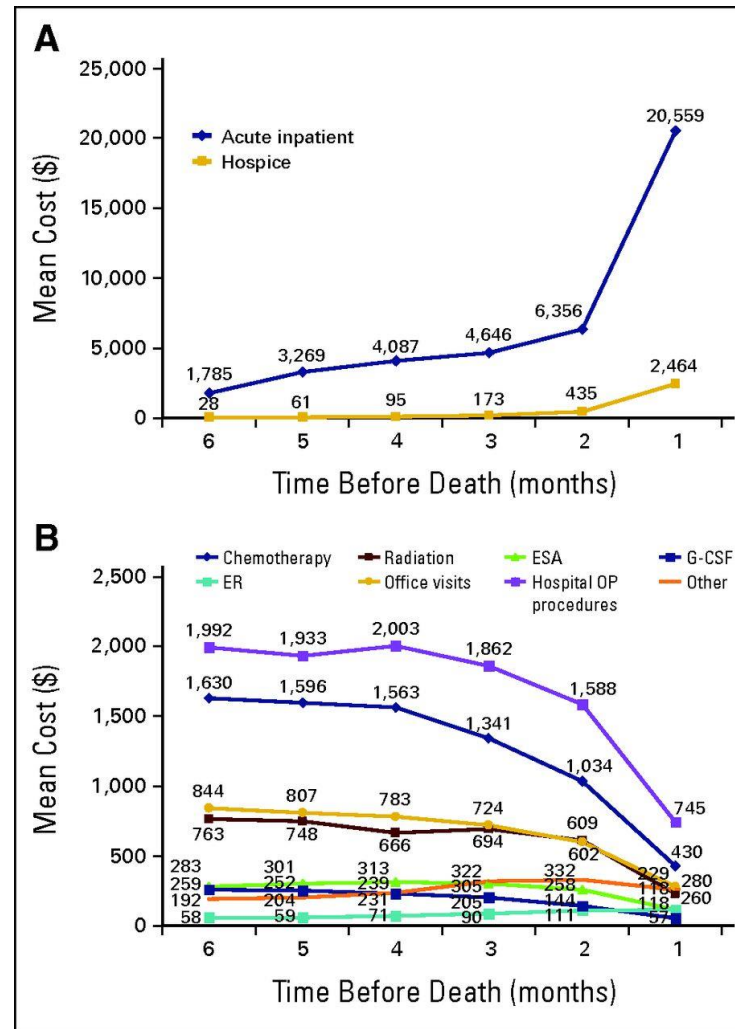 A
25,000
20,000
15,000
10,000
5,000
0
Mean Cost ($)
Acute inpatient
Hospice
1,785 3,269 4,087 4,646 6,356 20,559
28 61 95 173 435 2,464
6 5 4 3 2 1
Time Before Death (months)
B
Chemotherapy Radiation ESA G-CSF
ER Office visits Hospital OP procedures Other
2,500
2,000
1,500
1,000
500
0
Mean Cost ($)
1,992 1,933 2,003 1,862 1,588 745
1,630 1,596 1,563 1,341 1,034 430
844 807 783 724 609 280
763 748 666 694 602 229
283 301 313 322 332 118
259 252 239 305 258 118
192 204 231 205 144 260
58 59 71 90 111 57
6 5 4 3 2 1
Time Before Death (months)